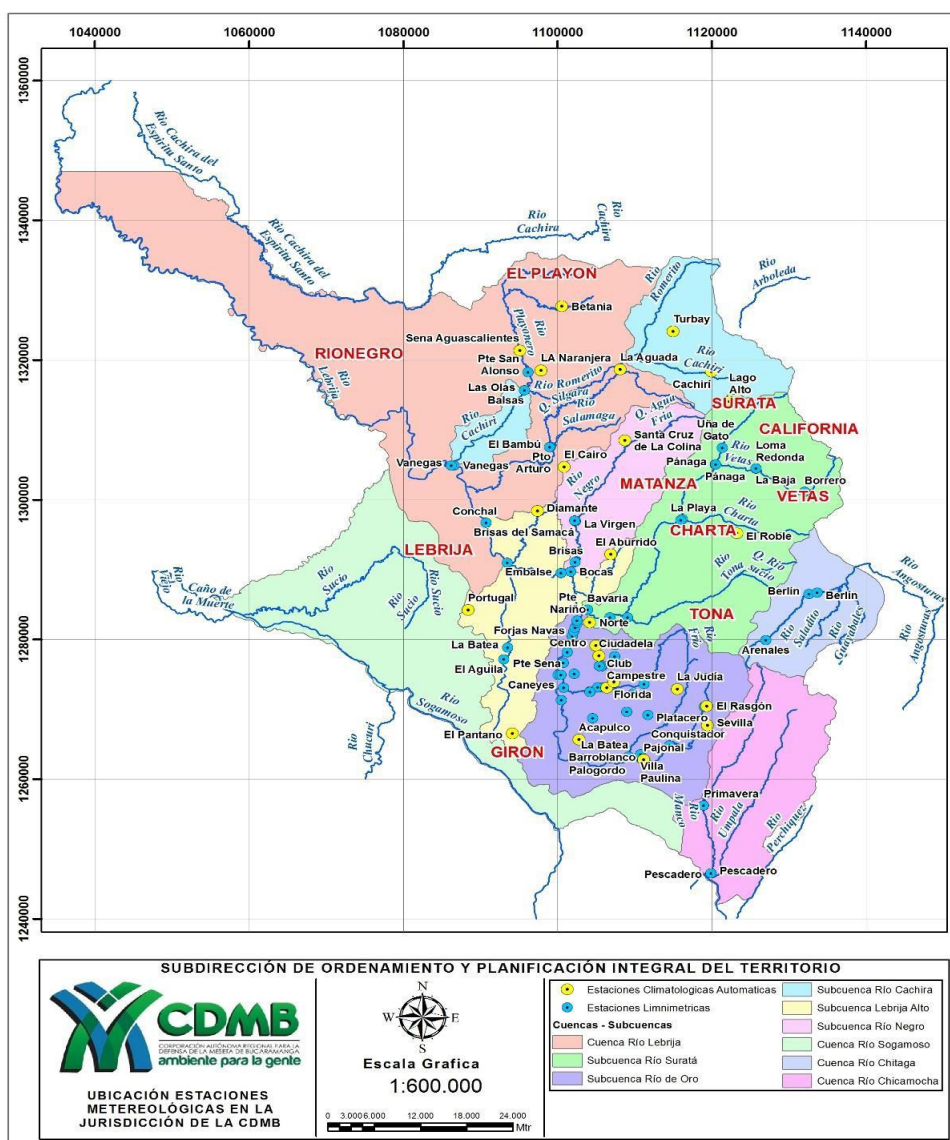 1040000 1060000 1080000 1100000 1120000 1140000
1360000
1340000
1320000
1300000
1280000
1260000
1240000
Rio Cachira del
Espiritu Santo
Rio Cachira del
Espiritu Santo
Rio
Cachira
Rio
Cachira
EL PLAYON
Rio
Romerito
Rio
Arboleda
Betania
Turbay
Rio
Playonero
Sena Aguascalientes
RIONEGRO
Rio
Lebrija
Pte San
Alonso
LA Naranjera
La Aguada
Rio
Cachiri
Cachirí
Lago
Alto
Las Olás
Balsas
Rio Romerito
Q. Silgara
Rio
Salamaga
Q. Agua
Fria
SURATA
CALIFORNIA
Rio
Cachiri
Uña de
Gato
Rio
Vetas
Loma
Redonda
El Bambú
Pto
Arturo
Santa Cruz
de La Colina
El Cairo
Vanegas
Vanegas
Pánaga
Pánaga
La Baja
Borrero
MATANZA
VETAS
Rio
Negro
Conchal
Diamante
La Playa
Rio
Charta
CHARTA
Brisas del Samacá
La Virgen
El Roble
LEBRIJA
El Aburrido
Brisas
Embalse
Bocas
Rio
Tona
Q. Rio
sucio
Rio
Viejo
Caño de
la Muerte
Rio
Sucio
Rio
Sucio
Rio Sucio
Portugal
Pte
Nariño
Bavaria
Norte
TONA
Berlín
Berlín
Rio
Angosturas
Rio
Angosturas
Forjas Navas
La Batea
Centro
Ciudadela
Rio
Frio
Arenales
Rio
Saladito
Rio
Guayabales
El Aguila
Pte Sena
Club
Campestre
La Judía
Caneyes
Florida
El Rasgón
Rio
Sogamoso
Rio
Chucuri
Platacero
Sevilla
Acapulco
Conquistador
El Pantano
GIRON
La Batea
Barroblanco
Palogordo
Pajonal
Villa
Paulina
Primavera
Rio
Manco
Rio
Umpala
Rio
Perchiquez
Pescadero
Pescadero
SUBDIRECCIÓN DE ORDENAMIENTO Y PLANIFICACIÓN INTEGRAL DEL TERRITORIO
CDMB
CORPORACIÓN AUTÓNOMA REGIONAL PARA LA
DEFENSA DE LA MESETA DE BUCARAMANGA
ambiente para la gente
UBICACIÓN ESTACIONES
METEREOLÓGICAS EN LA
JURISDICCIÓN DE LA CDMB
N
W E
S
Escala Grafica
1:600.000
0 3.000 6.000 12.000 18.000 24.000
Mtr
Estaciones Climatologicas Automaticas
Estaciones Limnimetricas
Cuencas - Subcuencas
Cuenca Río Lebrija
Subcuenca Río Suratá
Subcuenca Río de Oro
Subcuenca Río Cachira
Subcuenca Lebrija Alto
Subcuenca Río Negro
Cuenca Río Sogamoso
Cuenca Río Chitaga
Cuenca Río Chicamocha